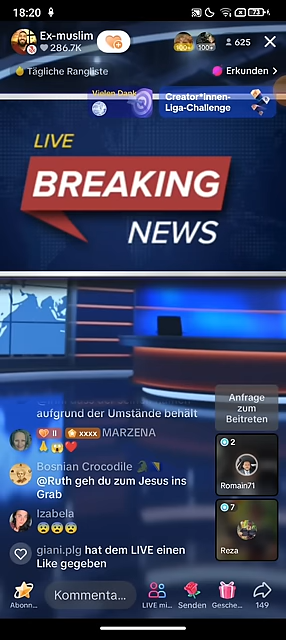 18:20
73
Ex-muslim
286.7K
100+
100+
625
Tägliche Rangliste
Erkunden
Vielen Dank
Creator*innen-
Liga-Challenge
LIVE
BREAKING
NEWS
aufgrund der Umstände behält
Anfrage
zum
Beitreten
II xxxx MARZENA
🙏😱❤️
2
Romain71
Bosnian Crocodile 🐊
@Ruth geh du zum Jesus ins
Grab
Izabela
😨😨😨
7
Reza
giani.plg hat dem LIVE einen
Like gegeben
Kommenta...
Abonn...
LIVE mi...
Senden
Gesche...
149